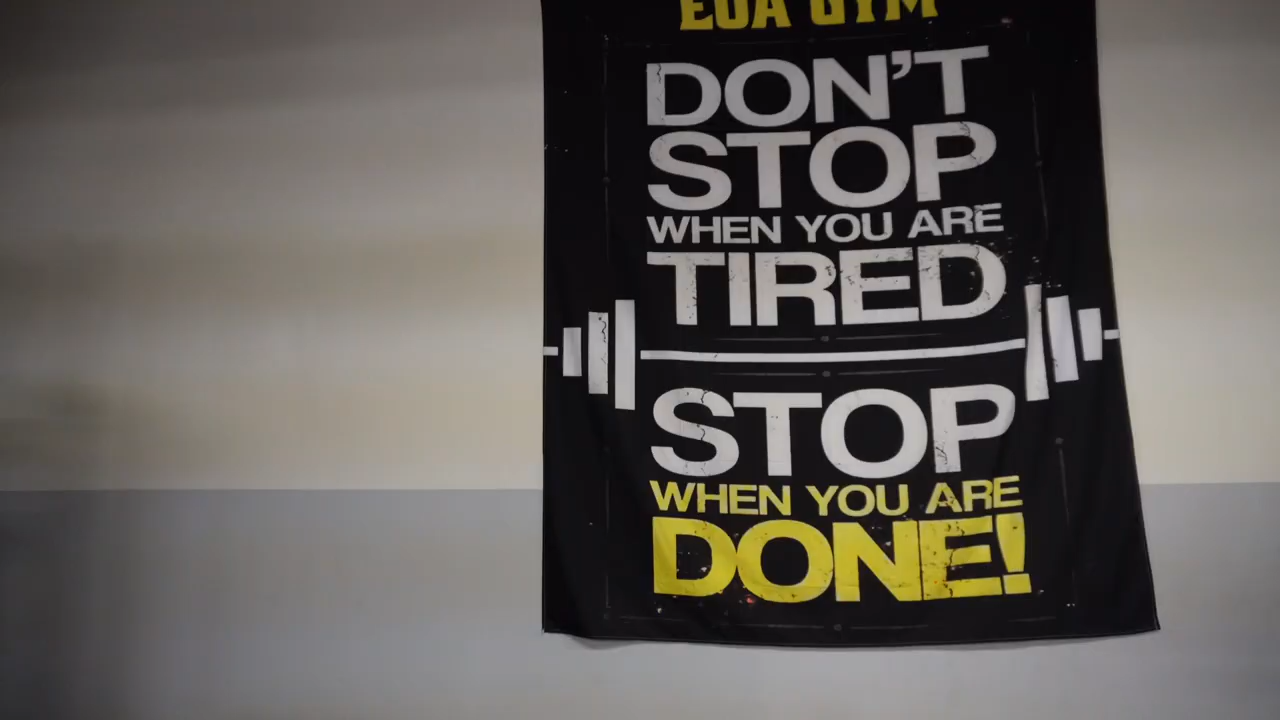 GYM
DON'T
STOP
WHEN YOU ARE
TIRED
STOP
WHEN YOU ARE
DONE!